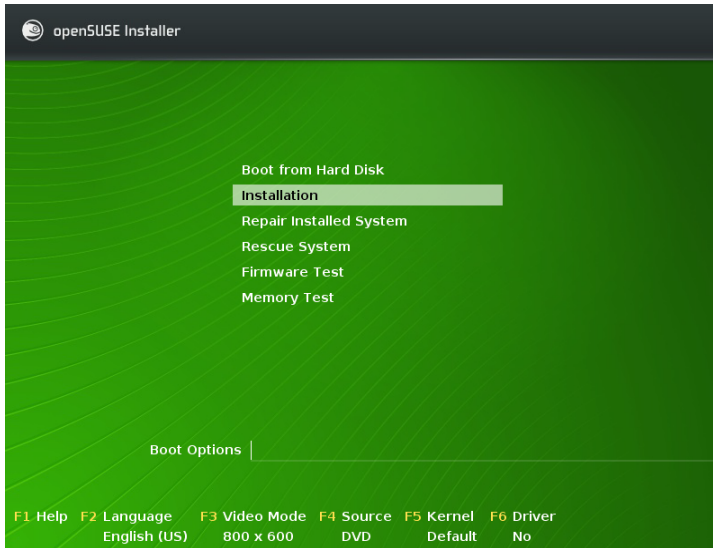 openSUSE Installer
Boot from Hard Disk
Installation
Repair Installed System
Rescue System
Firmware Test
Memory Test
Boot Options
F1 Help F2 Language F3 Video Mode F4 Source F5 Kernel F6 Driver
English (US) 800 x 600 DVD Default No